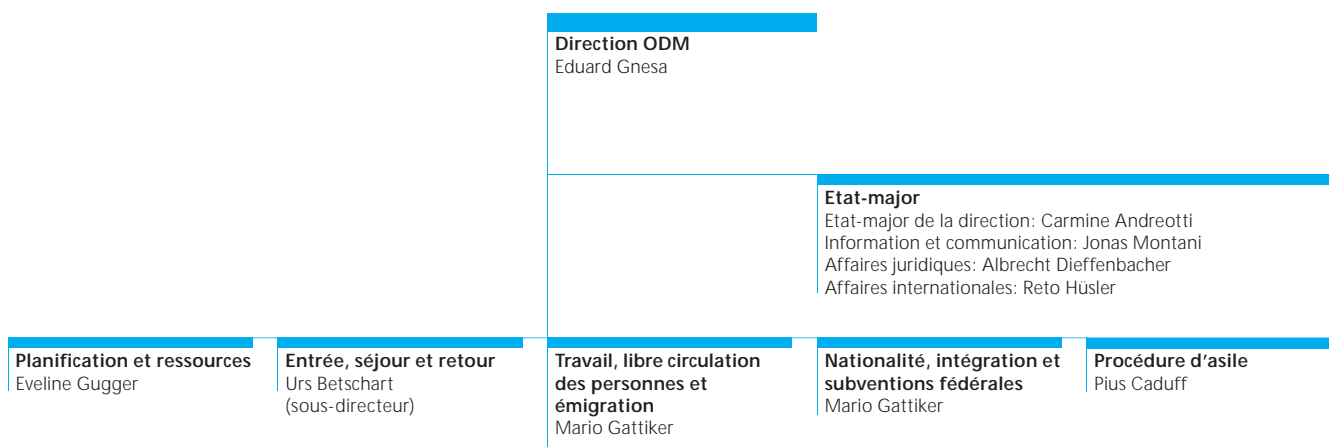 Direction ODM
Eduard Gnesa
Etat-major
Etat-major de la direction: Carmine Andreotti
Information et communication: Jonas Montani
Affaires juridiques: Albrecht Dieffenbacher
Affaires internationales: Reto Hüsler
Planification et ressources
Eveline Gugger
Entrée, séjour et retour
Urs Betschart
(sous-directeur)
Travail, libre circulation
des personnes et
émigration
Mario Gattiker
Nationalité, intégration et
subventions fédérales
Mario Gattiker
Procédure d'asile
Pius Caduff